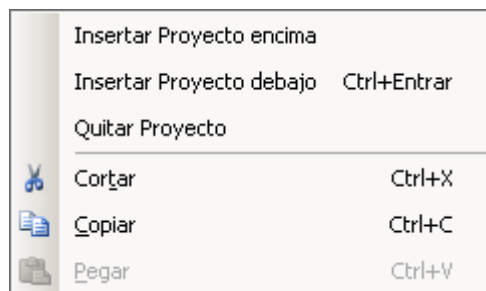 Insertar Proyecto encima
Insertar Proyecto debajo Ctrl+Entrar
Quitar Proyecto
Cortar Ctrl+X
Copiar Ctrl+C
Pegar Ctrl+V